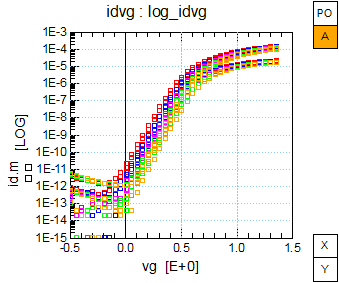 idvg : log_idvg
PO
A
1E-3
1E-4
1E-5
1E-6
1E-7
1E-8
1E-9
1E-10
1E-11
1E-12
1E-13
1E-14
1E-15
id.m [LOG]
-0.5 0.0 0.5 1.0 1.5
vg [E+0]
X
Y